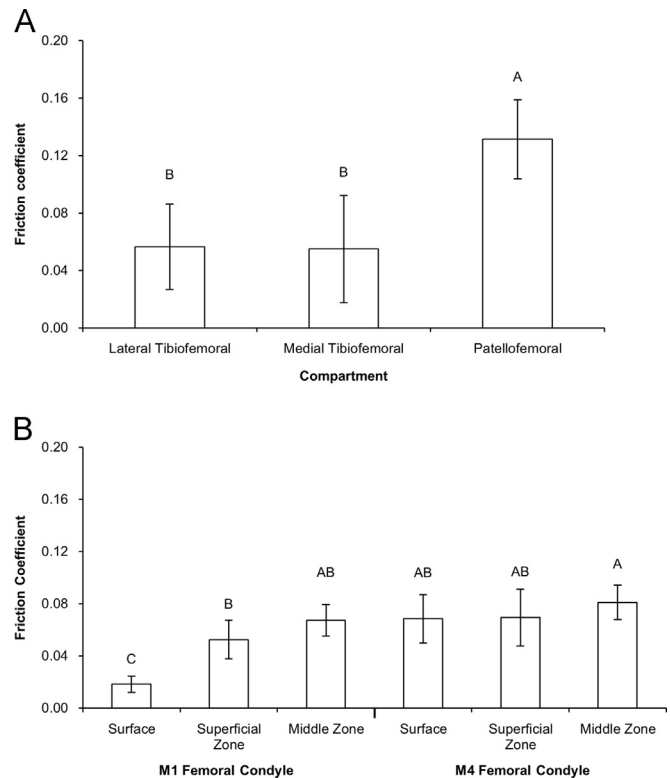 A
0.20
0.16
0.12
0.08
0.04
0.00
Friction coefficient
B
B
A
Lateral Tibiofemoral
Medial Tibiofemoral
Patellofemoral
Compartment
B
0.20
0.16
0.12
0.08
0.04
0.00
Friction Coefficient
C
B
AB
AB
AB
A
Surface
Superficial
Zone
Middle Zone
Surface
Superficial
Zone
Middle Zone
M1 Femoral Condyle
M4 Femoral Condyle